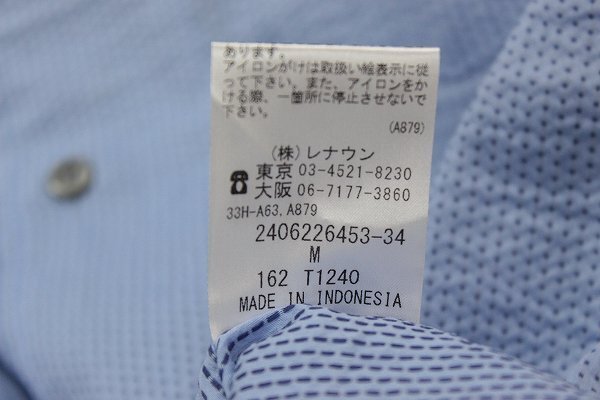 あります。
アイロンがけは取扱い絵表示に従
って下さい。また、アイロンをか
ける際、一箇所に停止させないで
下さい。
(A879)
(株)レナウン
☎東京 03-4521-8230
大阪 06-7177-3860
33H-A63,A879
2406226453-34
M
162 T1240
MADE IN INDONESIA